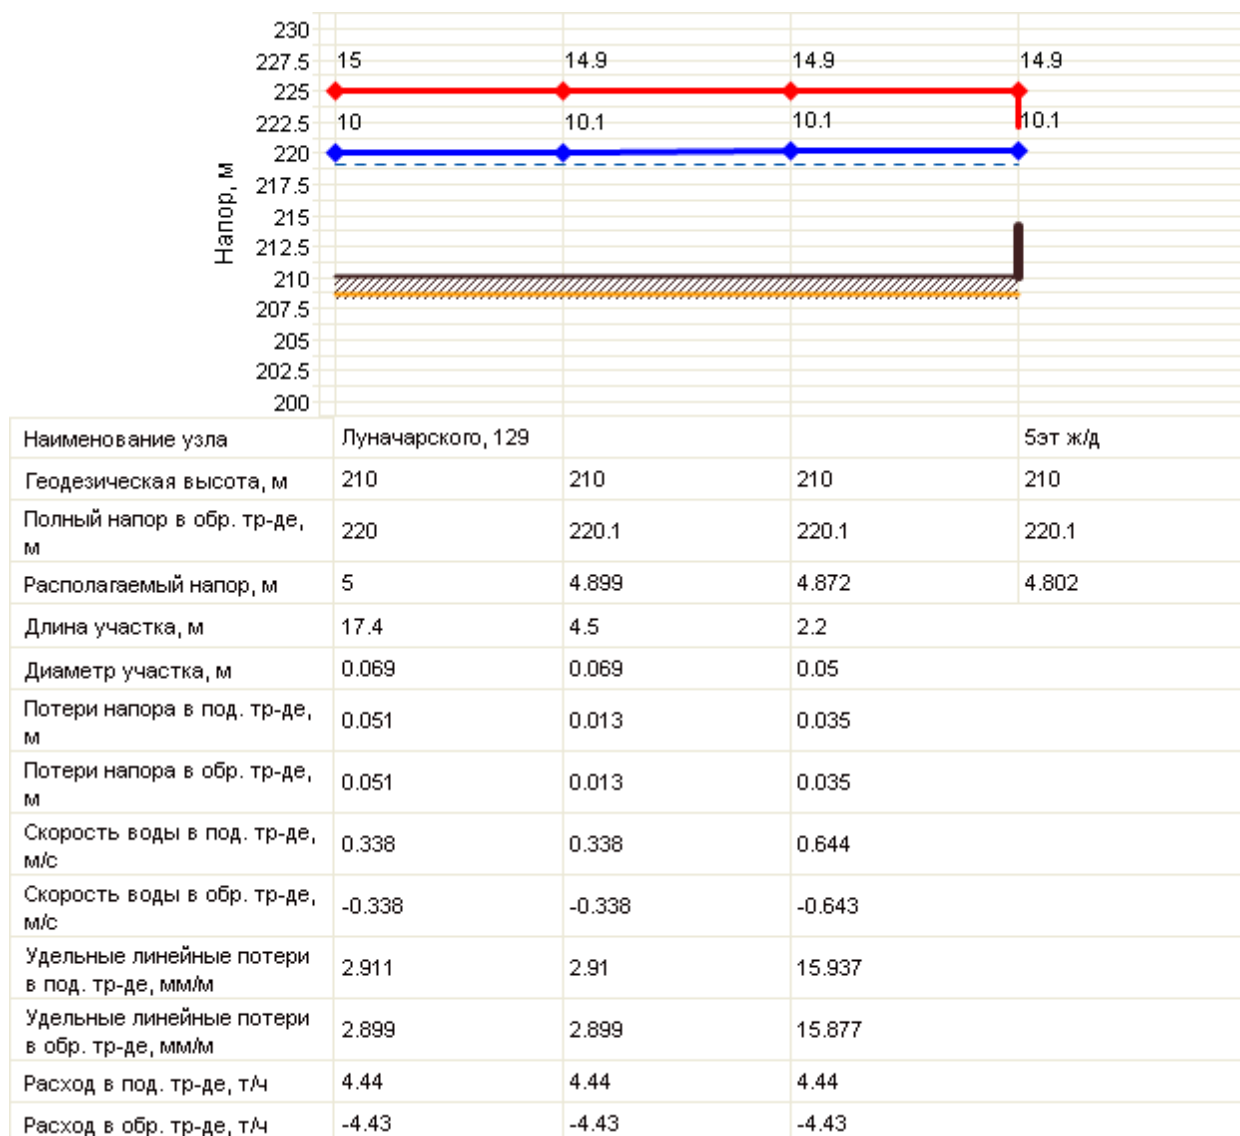 230
227.5 15 14.9 14.9 14.9
225
222.5 10 10.1 10.1 10.1
220
217.5
215
212.5
210
207.5
205
202.5
200
Напор, м
Наименование узла Луначарского, 129 5эт ж/д
Геодезическая высота, м 210 210 210 210
Полный напор в обр. тр-де,
м 220 220.1 220.1 220.1
Располагаемый напор, м 5 4.899 4.872 4.802
Длина участка, м 17.4 4.5 2.2
Диаметр участка, м 0.069 0.069 0.05
Потери напора в под. тр-де,
м 0.051 0.013 0.035
Потери напора в обр. тр-де,
м 0.051 0.013 0.035
Скорость воды в под. тр-де,
м/с 0.338 0.338 0.644
Скорость воды в обр. тр-де,
м/с -0.338 -0.338 -0.643
Удельные линейные потери
в под. тр-де, мм/м 2.911 2.91 15.937
Удельные линейные потери
в обр. тр-де, мм/м 2.899 2.899 15.877
Расход в под. тр-де, т/ч 4.44 4.44 4.44
Расход в обр. тр-де, т/ч -4.43 -4.43 -4.43